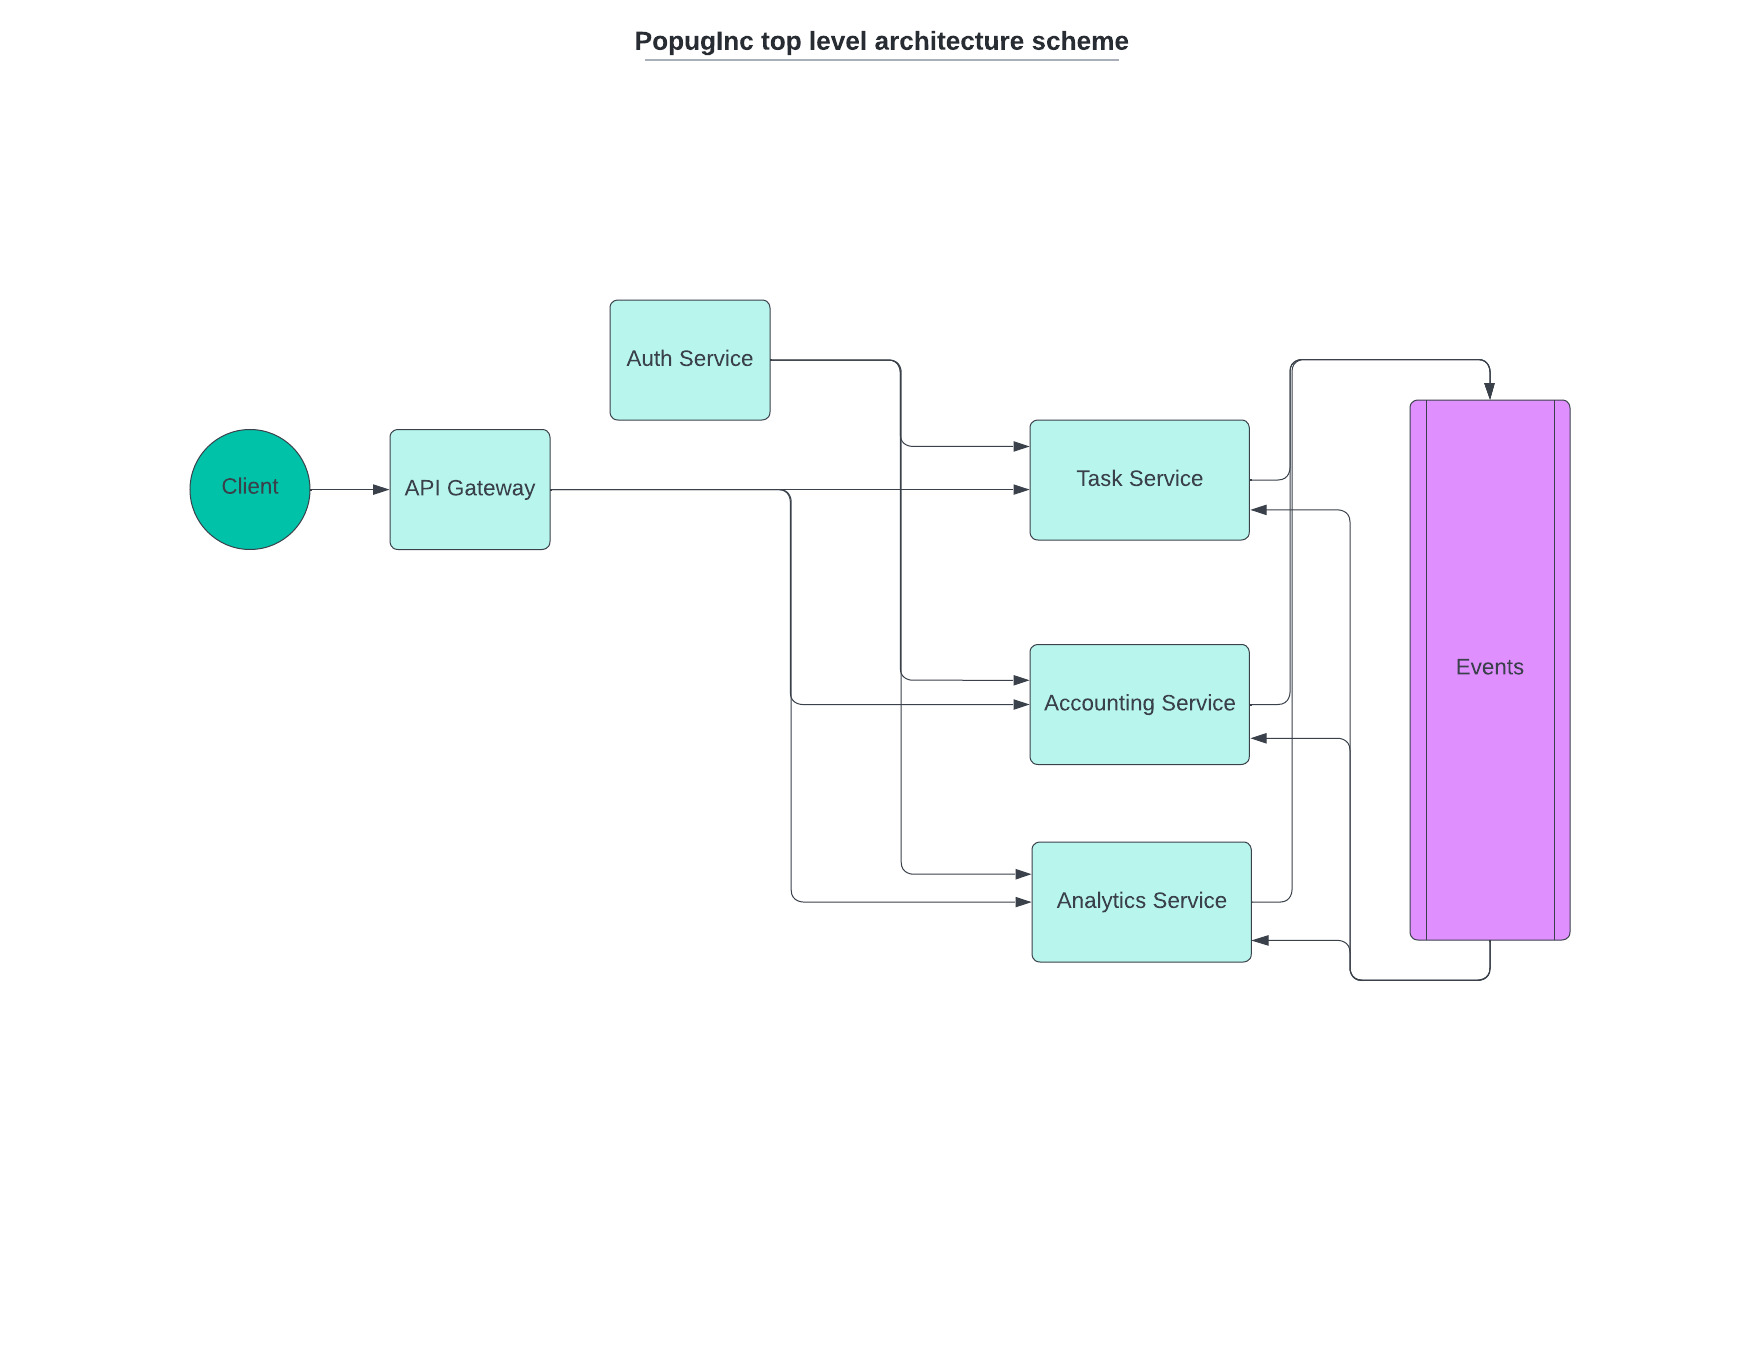 PopugInc top level architecture scheme
Auth Service
Client
API Gateway
Task Service
Events
Accounting Service
Analytics Service